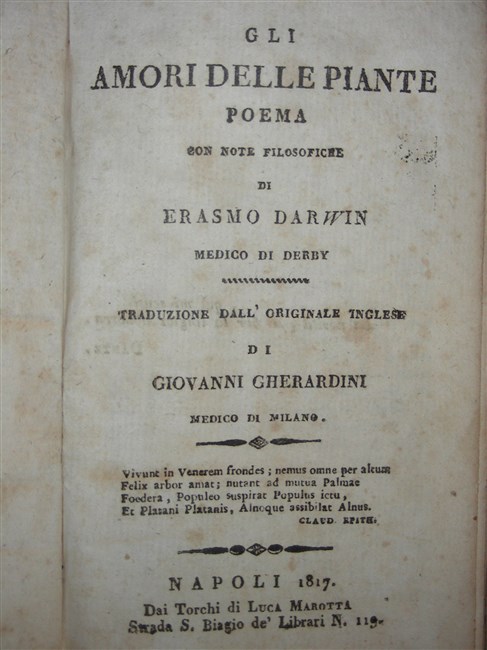 GLI
AMORI DELLE PIANTE
POEMA
CON NOTE FILOSOFICHE
DI
ERASMO DARWIN
MEDICO DI DERBY
TRADUZIONE DALL' ORIGINALE INGLESE
DI
GIOVANNI GHERARDINI
MEDICO DI MILANO.
Vivunt in Venerem frondes; nemus omne per altum
Felix arbor amat; nutant ad mutua Palmae
Foedera, Populeo suspirat Populus ictu,
Et Platani Platanis, Alnoque assibilat Alnus.
CLAUD. EPITH.
NAPOLI 1817.
Dai Torchi di LUCA MAROTTA
Strada S. Biagio de' Librari N. 119.